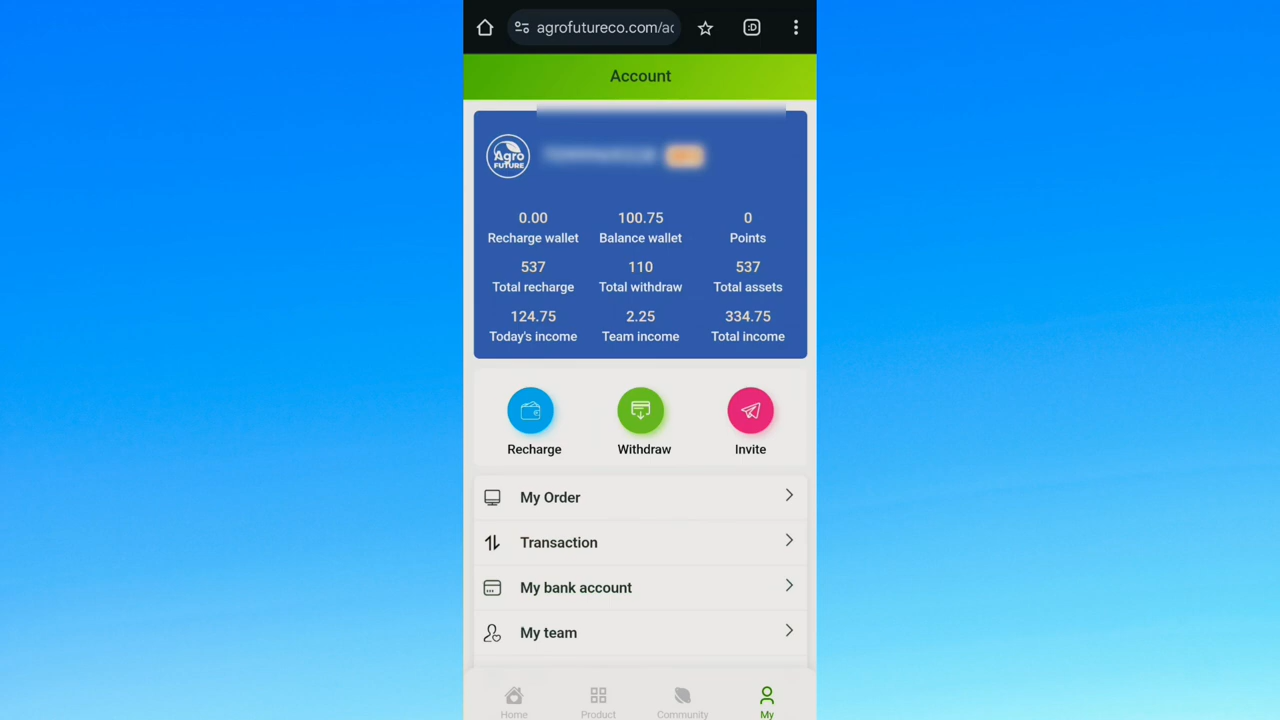 agrofutureco.com/ac
:D
Account
Agro
FUTURE
0.00 100.75 0
Recharge wallet Balance wallet Points
537 110 537
Total recharge Total withdraw Total assets
124.75 2.25 334.75
Today's income Team income Total income
Recharge Withdraw Invite
My Order
Transaction
My bank account
My team
Home Product Community My